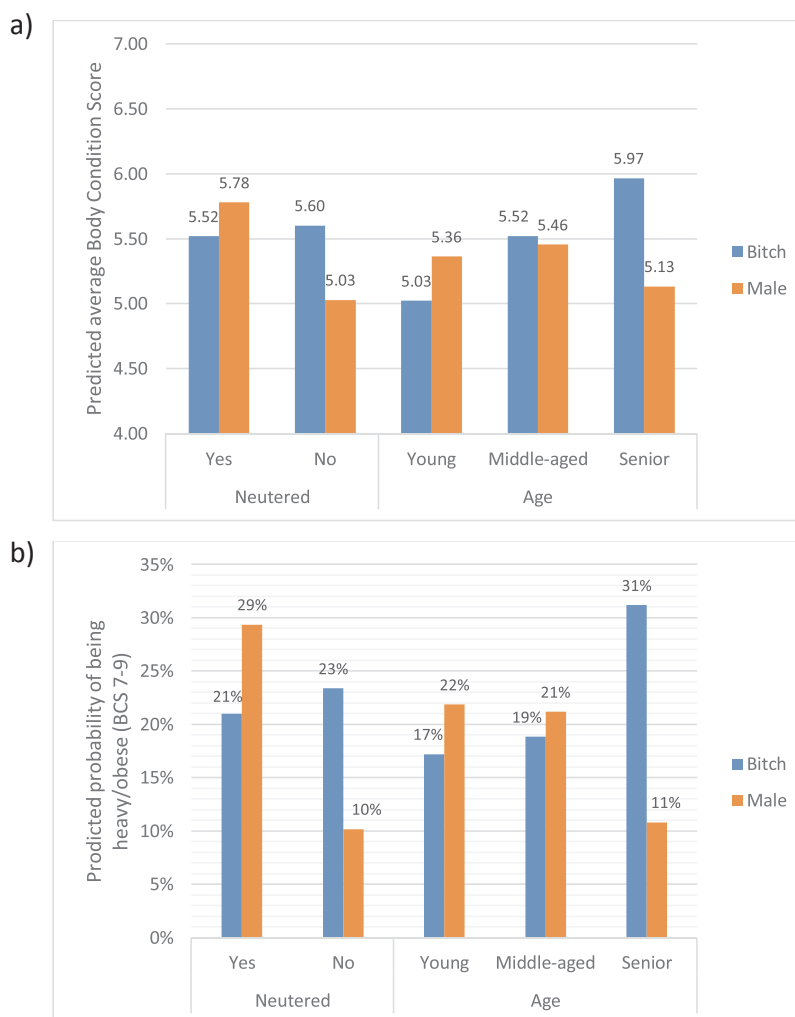 a)
Predicted average Body Condition Score
7.00
6.50
6.00
5.50
5.00
4.50
4.00
5.52
5.78
5.60
5.03
5.03
5.36
5.52
5.46
5.97
5.13
Bitch
Male
Yes
No
Young
Middle-aged
Senior
Neutered
Age
b)
Prodicted probability of being
heavy/obese (BCS 7-9)
35%
30%
25%
20%
15%
10%
5%
0%
21%
29%
23%
10%
17%
22%
19%
21%
31%
11%
Bitch
Male
Yes
No
Young
Middle-aged
Senior
Neutered
Age